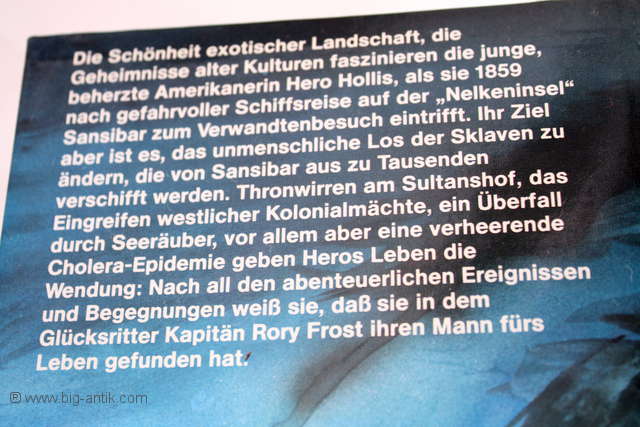 Die Schönheit exotischer Landschaft, die
Geheimnisse alter Kulturen faszinieren die junge,
beherzte Amerikanerin Hero Hollis, als sie 1859
nach gefahrvoller Schiffsreise auf der „Nelkeninsel“
Sansibar zum Verwandtenbesuch eintrifft. Ihr Ziel
aber ist es, das unmenschliche Los der Sklaven zu
ändern, die von Sansibar aus zu Tausenden
verschifft werden. Thronwirren am Sultanshof, das
Eingreifen westlicher Kolonialmächte, ein Überfall
durch Seeräuber, vor allem aber eine verheerende
Cholera-Epidemie geben Heros Leben die
Wendung: Nach all den abenteuerlichen Ereignissen
und Begegnungen weiß sie, daß sie in dem
Glücksritter Kapitän Rory Frost ihren Mann fürs
Leben gefunden hat.
® www.big-antik.com